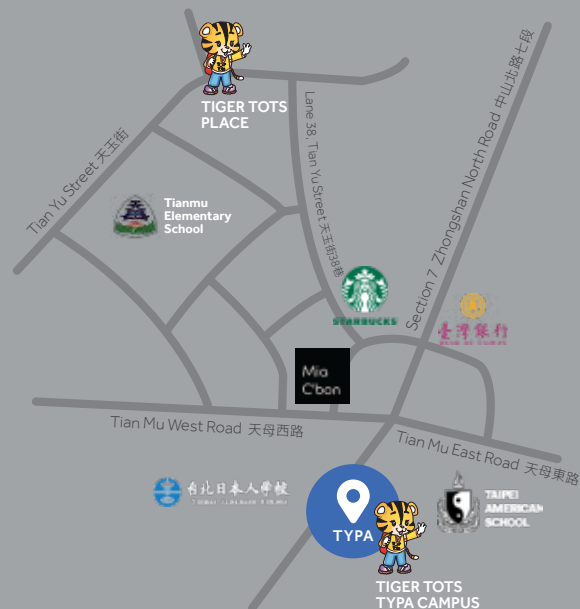 TIGER TOTS
PLACE
Tian Yu Street 天玉街
Lane 38, Tian Yu Street 天玉街38巷
Section 7 Zhongshan North Road 中山北路七段
Tianmu
Elementary
School
STARBUCKS
臺灣銀行
BANK OF TAIWAN
Mia
C'bon
Tian Mu West Road 天母西路
Tian Mu East Road 天母東路
台北日本人學校
TYPA
TAIPEI
AMERICAN
SCHOOL
TIGER TOTS
TYPA CAMPUS